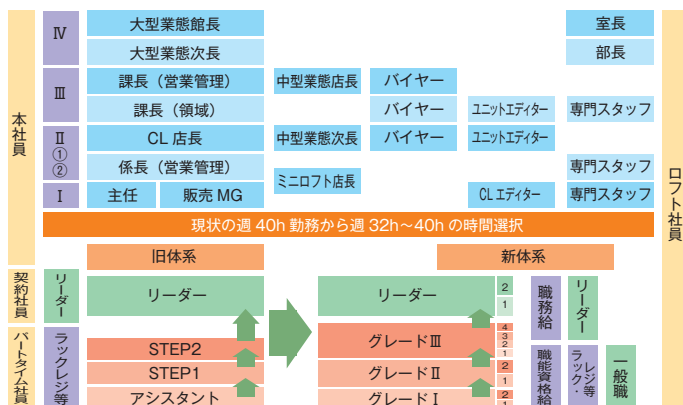 本社員
Ⅳ
大型業態館長
室長
大型業態次長
部長
Ⅲ
課長（営業管理）
中型業態店長
バイヤー
課長（領域）
バイヤー
ユニットエディター
専門スタッフ
Ⅱ
①
②
CL 店長
中型業態次長
バイヤー
ユニットエディター
係長（営業管理）
ミニロフト店長
専門スタッフ
Ⅰ
主任
販売 MG
CL エディター
専門スタッフ
ロフト社員
現状の週 40h 勤務から週 32h～40h の時間選択
旧体系
新体系
契約社員
リーダー
リーダー
リーダー
2
1
職務給
リーダー
パートタイム社員
ラックレジ等
STEP2
STEP1
アシスタント
グレードⅢ
4
3
2
1
グレードⅡ
2
1
グレードⅠ
2
1
職能資格給
レジ等
ラック・
一般職